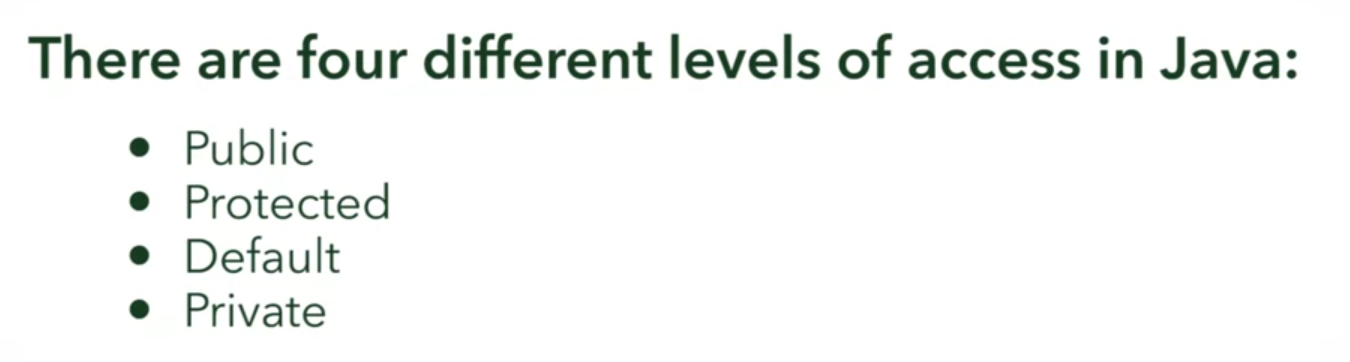 There are four different levels of access in Java:
• Public
• Protected
• Default
• Private